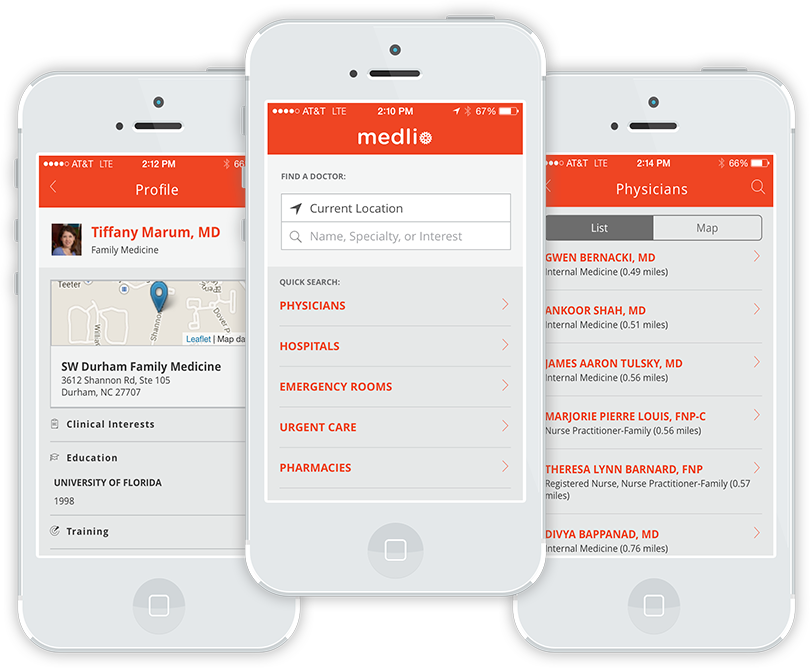 AT&T LTE 2:12 PM 66
Profile
Tiffany Marum, MD
Family Medicine
Teeter
Shannon
Dover P
Leaflet | Map da
SW Durham Family Medicine
3612 Shannon Rd, Ste 105
Durham, NC 27707
Clinical Interests
Education
UNIVERSITY OF FLORIDA
1998
Training
AT&T LTE 2:10 PM 67%
medlio
FIND A DOCTOR:
Current Location
Name, Specialty, or Interest
QUICK SEARCH:
PHYSICIANS
HOSPITALS
EMERGENCY ROOMS
URGENT CARE
PHARMACIES
AT&T LTE 2:14 PM 66%
Physicians
List Map
GWEN BERNACKI, MD
Internal Medicine (0.49 miles)
ANKOOR SHAH, MD
Internal Medicine (0.51 miles)
JAMES AARON TULSKY, MD
Internal Medicine (0.56 miles)
MARJORIE PIERRE LOUIS, FNP-C
Nurse Practitioner-Family (0.56 miles)
THERESA LYNN BARNARD, FNP
Registered Nurse, Nurse Practitioner-Family (0.57
miles)
DIVYA BAPPANAD, MD
Internal Medicine (0.76 miles)